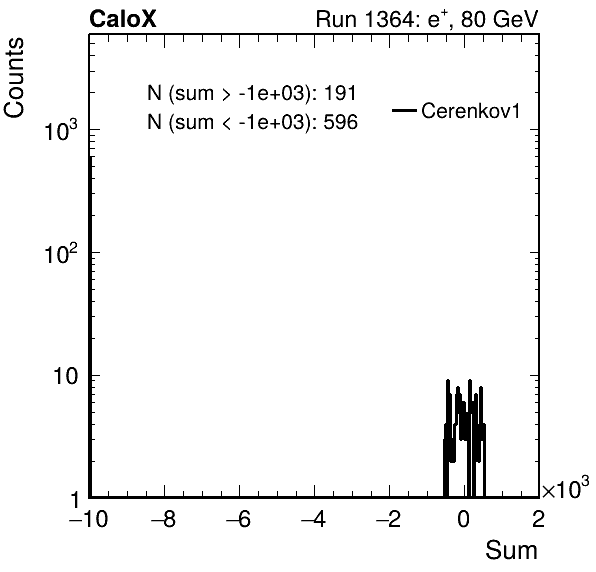 CaloX Run 1364: e⁺, 80 GeV
Counts
N (sum > -1e+03): 191
N (sum < -1e+03): 596
Cerenkov1
10³
10²
10
1
−10 −8 −6 −4 −2 0 2
×10³
Sum